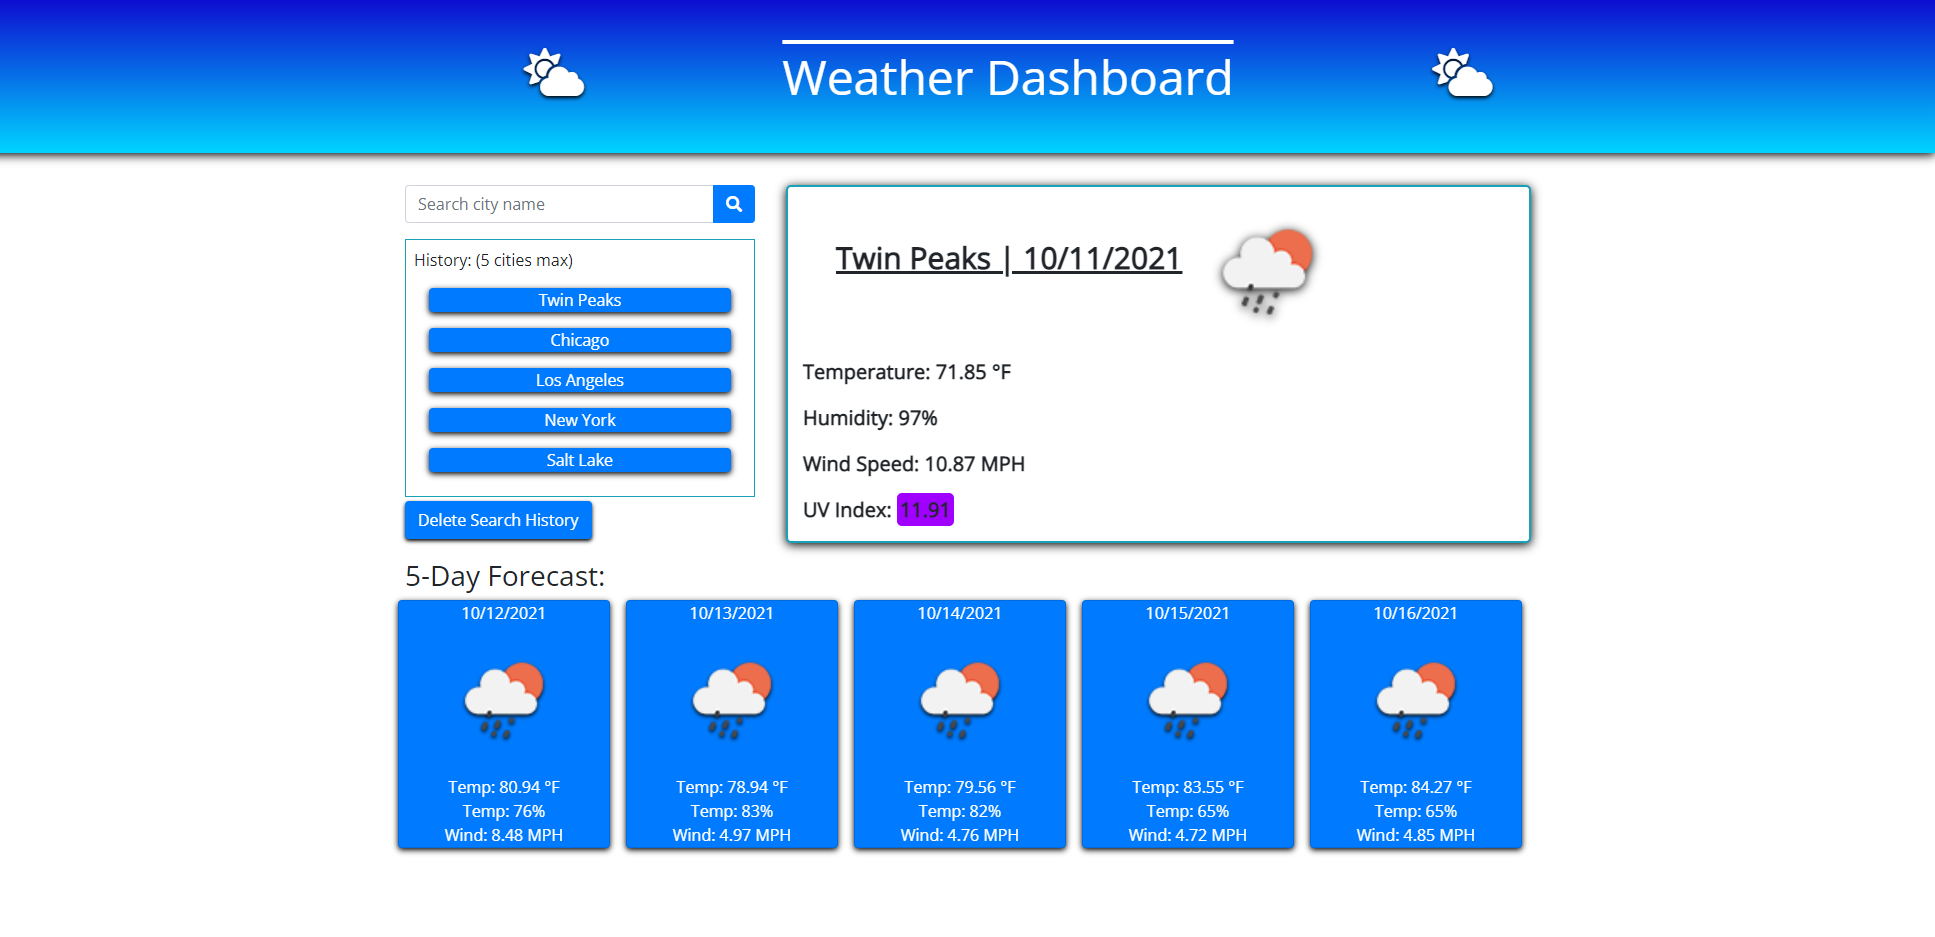 Weather Dashboard
Search city name
History: (5 cities max)
Twin Peaks
Chicago
Los Angeles
New York
Salt Lake
Delete Search History
Twin Peaks | 10/11/2021
Temperature: 71.85 °F
Humidity: 97%
Wind Speed: 10.87 MPH
UV Index: 11.91
5-Day Forecast:
10/12/2021
Temp: 80.94 °F
Temp: 76%
Wind: 8.48 MPH
10/13/2021
Temp: 78.94 °F
Temp: 83%
Wind: 4.97 MPH
10/14/2021
Temp: 79.56 °F
Temp: 82%
Wind: 4.76 MPH
10/15/2021
Temp: 83.55 °F
Temp: 65%
Wind: 4.72 MPH
10/16/2021
Temp: 84.27 °F
Temp: 65%
Wind: 4.85 MPH